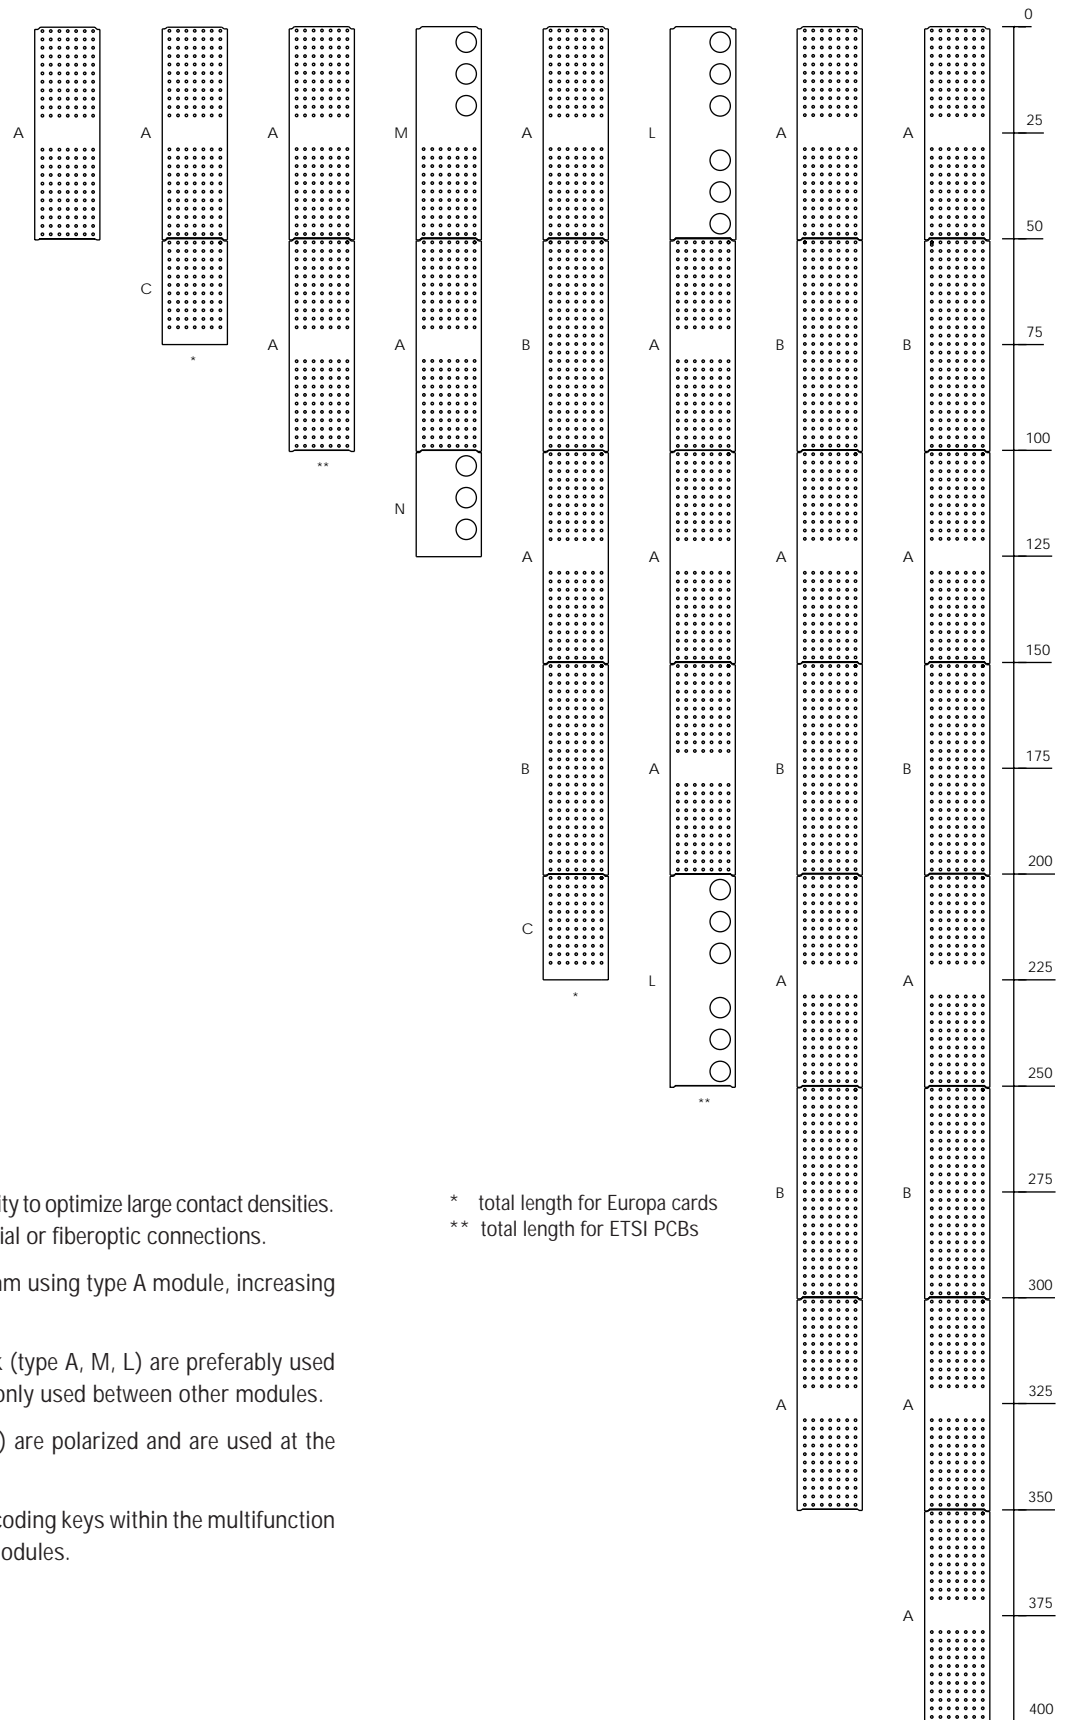 0
25
A A A M A L A A
50
C
75
* A A B A B B
100
**
N
125
A A A A
150
175
B A B B
200
C
225
* L A A
250
**
275
B B
300
325
A A
350
375
A
400
ity to optimize large contact densities.
ial or fiberoptic connections.
am using type A module, increasing
k (type A, M, L) are preferably used
only used between other modules.
) are polarized and are used at the
coding keys within the multifunction
odules.
* total length for Europa cards
** total length for ETSI PCBs